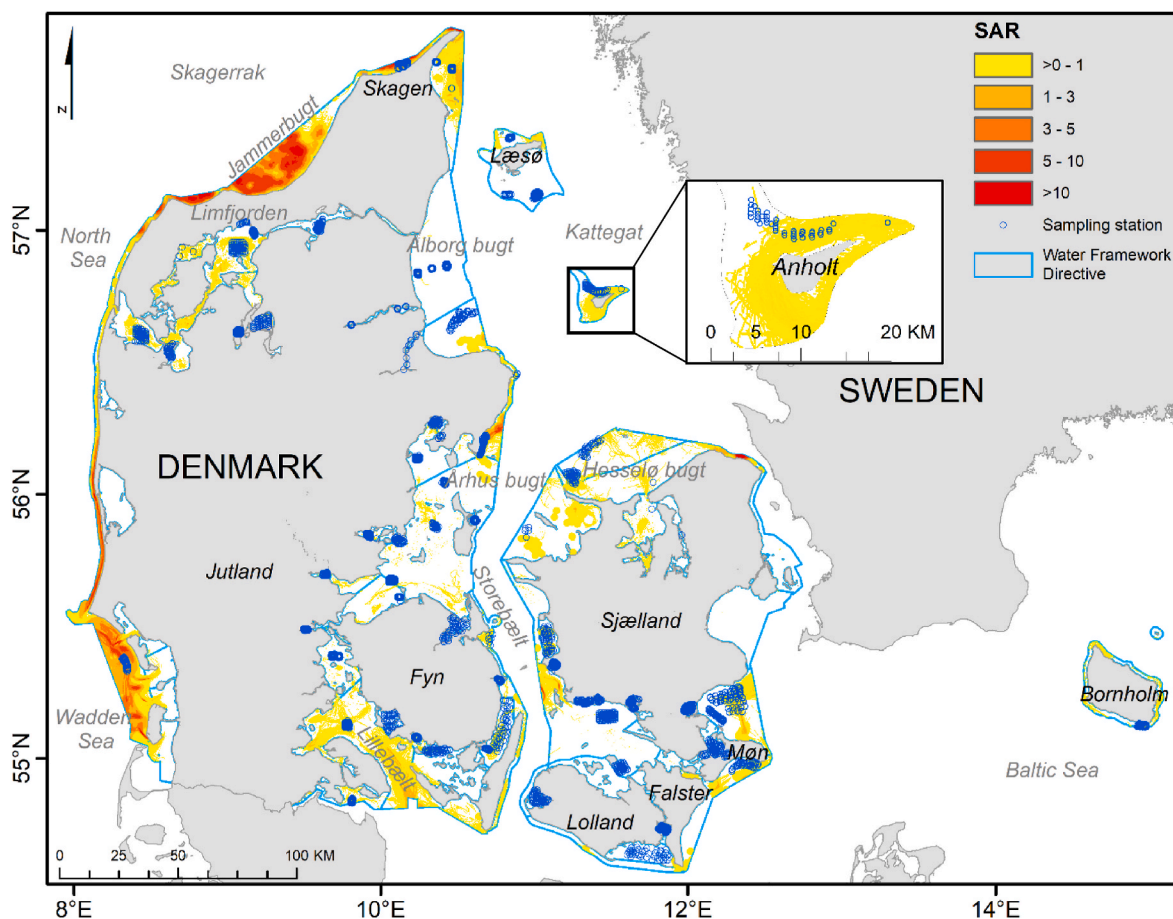 SAR
>0 - 1
1 - 3
3 - 5
5 - 10
>10
Sampling station
Water Framework
Directive
N
Skagerrak
Skagen
Jammerbugt
Læsø
57°N
North
Sea
Limfjorden
Ålborg bugt
Kattegat
Anholt
0 5 10 20 KM
SWEDEN
DENMARK
56°N
Århus bugt
Hesselø bugt
Jutland
Storebælt
Sjælland
Fyn
Bornholm
Wadden
Sea
55°N
Lillebælt
Møn
Baltic Sea
Falster
Lolland
0 25 50 100 KM
8°E 10°E 12°E 14°E